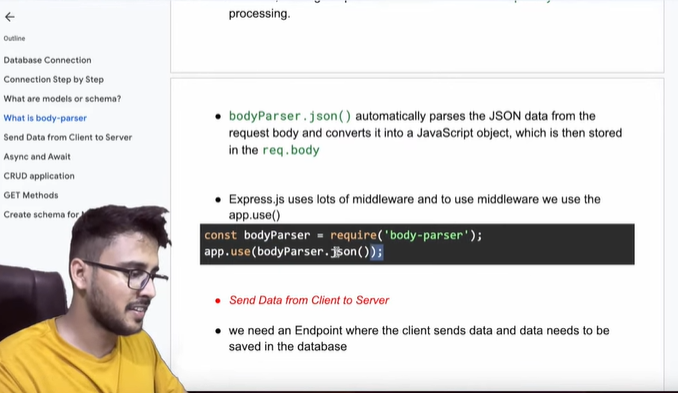 Outline
Database Connection
Connection Step by Step
What are models or schema?
What is body-parser
Send Data from Client to Server
Async and Await
CRUD application
GET Methods
Create schema for
processing.
● bodyParser.json() automatically parses the JSON data from the
request body and converts it into a JavaScript object, which is then stored
in the req.body
● Express.js uses lots of middleware and to use middleware we use the
app.use()
const bodyParser = require('body-parser');
app.use(bodyParser.json());
● Send Data from Client to Server
● we need an Endpoint where the client sends data and data needs to be
saved in the database